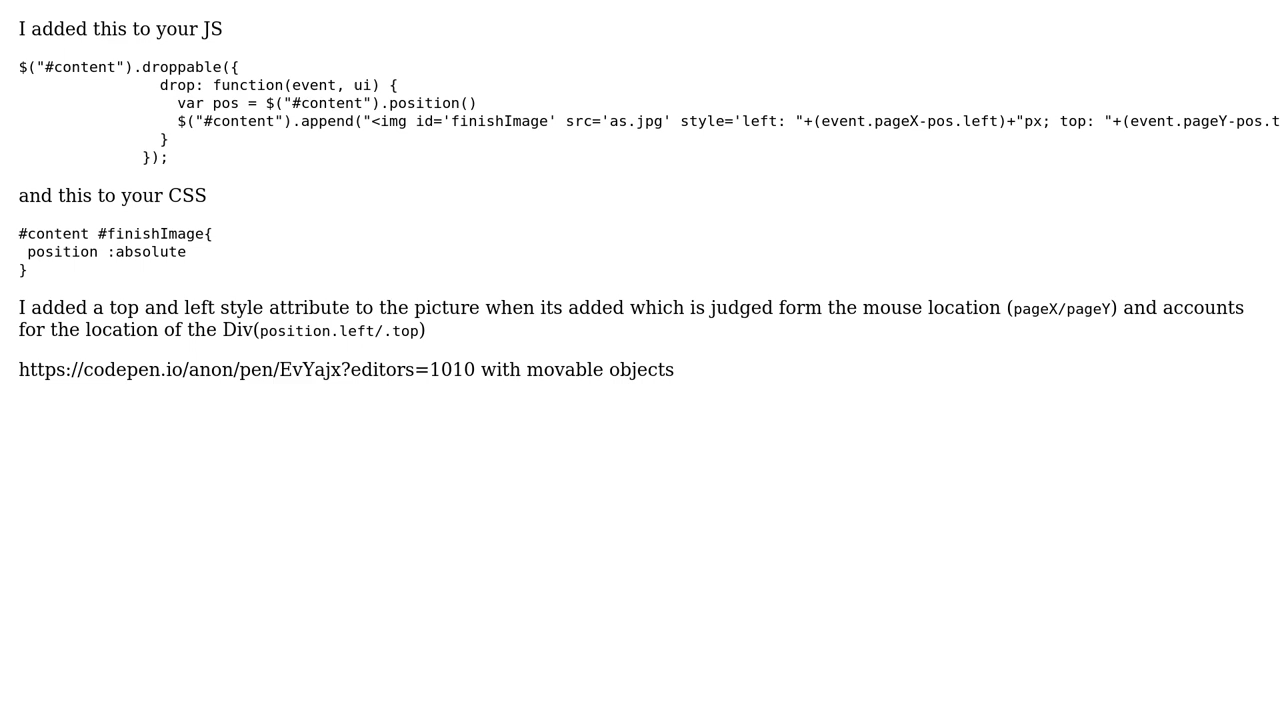 I added this to your JS
$("#content").droppable({
                drop: function(event, ui) {
                  var pos = $("#content").position()
                  $("#content").append("<img id='finishImage' src='as.jpg' style='left: "+(event.pageX-pos.left)+"px; top: "+(event.pageY-pos.t
                }
              });
and this to your CSS
#content #finishImage{
 position :absolute
}
I added a top and left style attribute to the picture when its added which is judged form the mouse location (pageX/pageY) and accounts
for the location of the Div(position.left/.top)
https://codepen.io/anon/pen/EvYajx?editors=1010 with movable objects